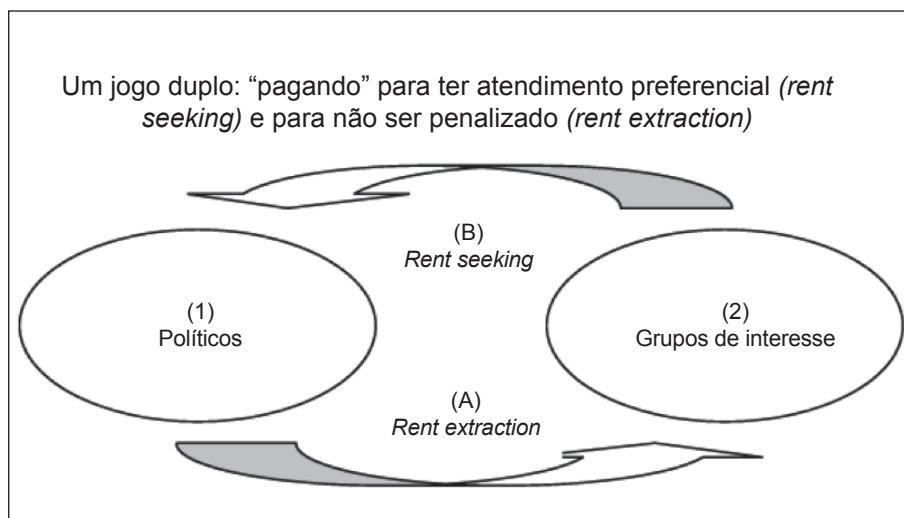 Um jogo duplo: “pagando” para ter atendimento preferencial (rent
seeking) e para não ser penalizado (rent extraction)
(B)
Rent seeking
(1)
Políticos
(2)
Grupos de interesse
(A)
Rent extraction